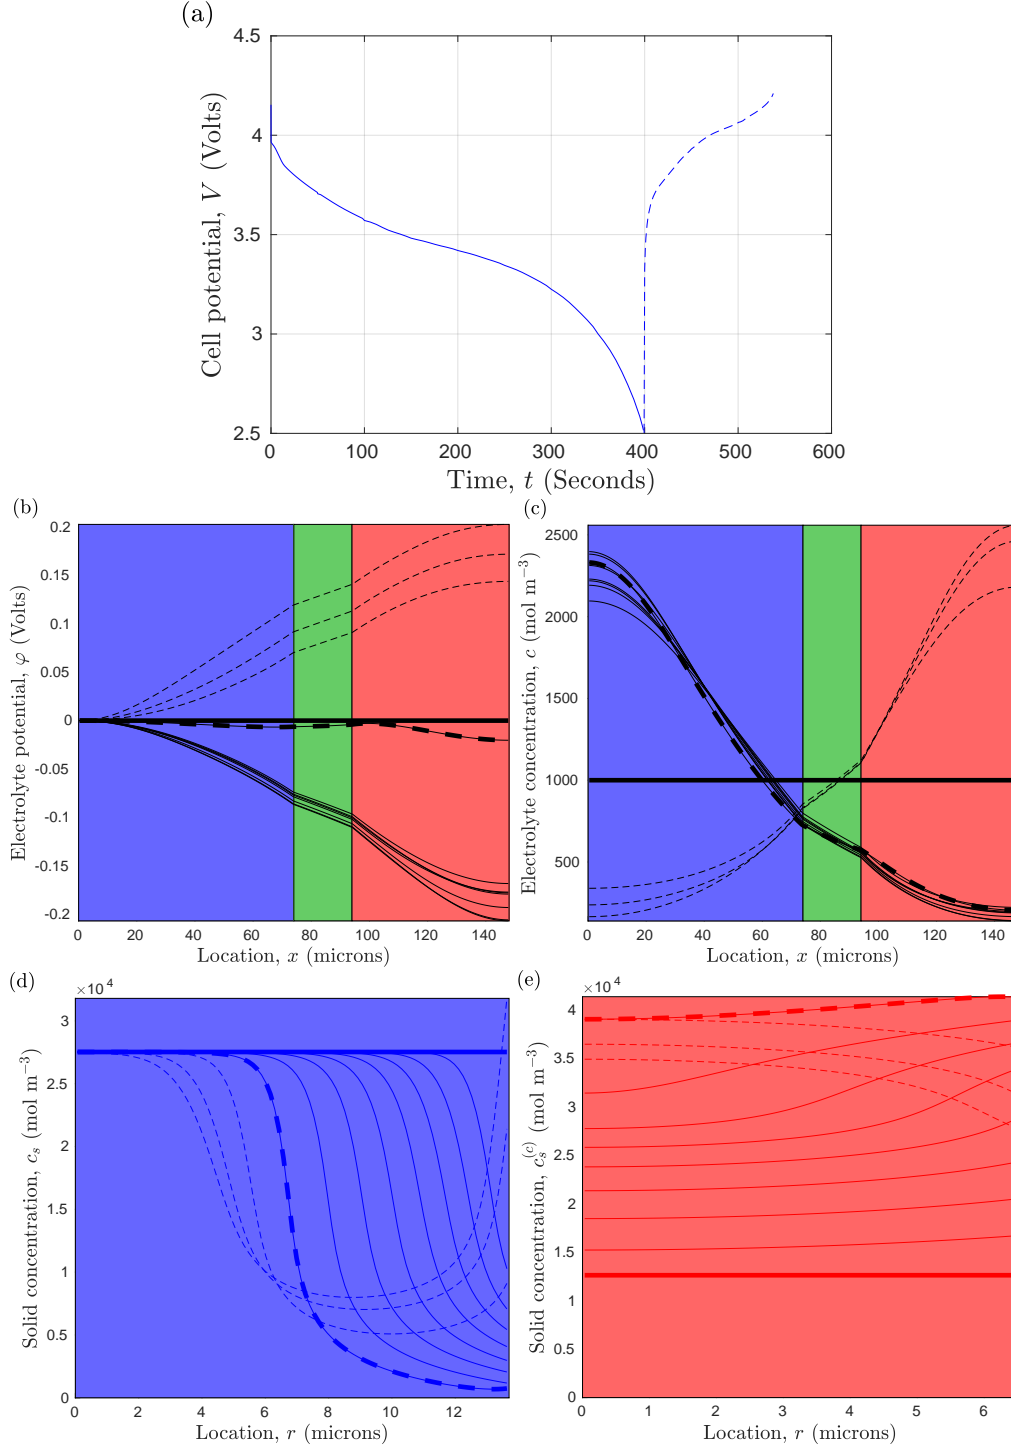 (a)
4.5
4
3.5
3
2.5
Cell potential, V (Volts)
0 100 200 300 400 500 600
Time, t (Seconds)
(b)
0.2
0.15
0.1
0.05
0
-0.05
-0.1
-0.15
-0.2
Electrolyte potential, φ (Volts)
0 20 40 60 80 100 120 140
Location, x (microns)
(c)
2500
2000
1500
1000
500
Electrolyte concentration, c (mol m⁻³)
0 20 40 60 80 100 120 140
Location, x (microns)
(d)
×10⁴
3
2.5
2
1.5
1
0.5
0
Solid concentration, cₛ (mol m⁻³)
0 2 4 6 8 10 12
Location, r (microns)
(e)
×10⁴
4
3.5
3
2.5
2
1.5
1
0.5
0
Solid concentration, cₛ⁽ᶜ⁾ (mol m⁻³)
0 1 2 3 4 5 6
Location, r (microns)